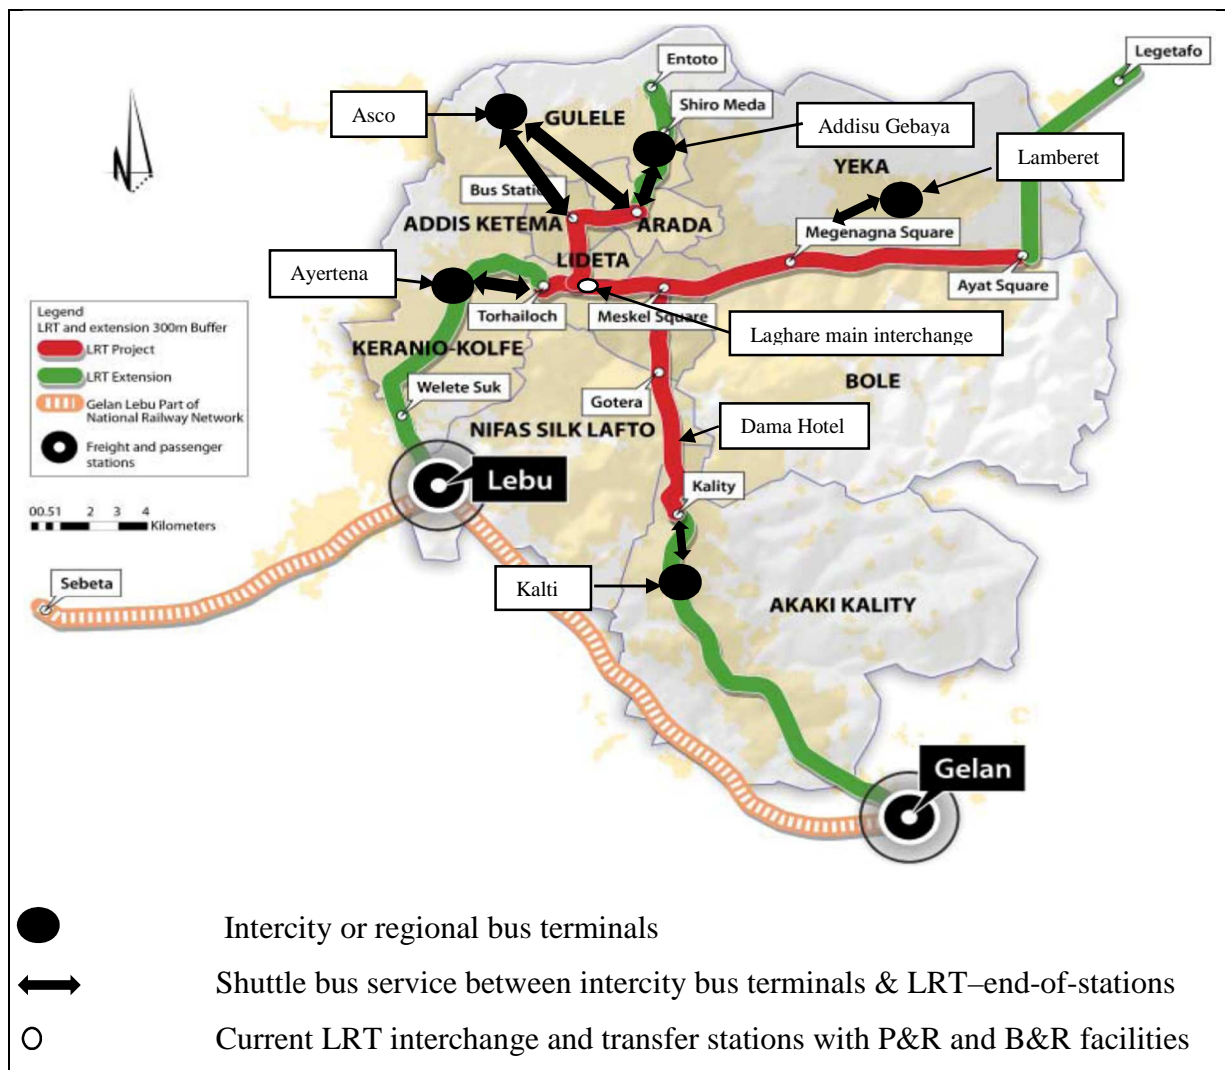 Legetafo
Entoto
Asco
Shiro Meda
GULELE
Addisu Gebaya
Lamberet
YEKA
N
Bus Stati
ADDIS KETEMA
ARADA
Megenagna Square
LIDETA
Ayertena
Ayat Square
Torhailoch
Meskel Square
Laghare main interchange
Legend
LRT and extension 300m Buffer
LRT Project
LRT Extension
Gelan Lebu Part of
National Railway Network
Freight and passenger
stations
KERANIO-KOLFE
Welete Suk
BOLE
Gotera
NIFAS SILK LAFTO
Dama Hotel
Lebu
Kality
00.51 2 3 4
Kilometers
Sebeta
Kalti
AKAKI KALITY
Gelan
Intercity or regional bus terminals
Shuttle bus service between intercity bus terminals & LRT–end-of-stations
Current LRT interchange and transfer stations with P&R and B&R facilities